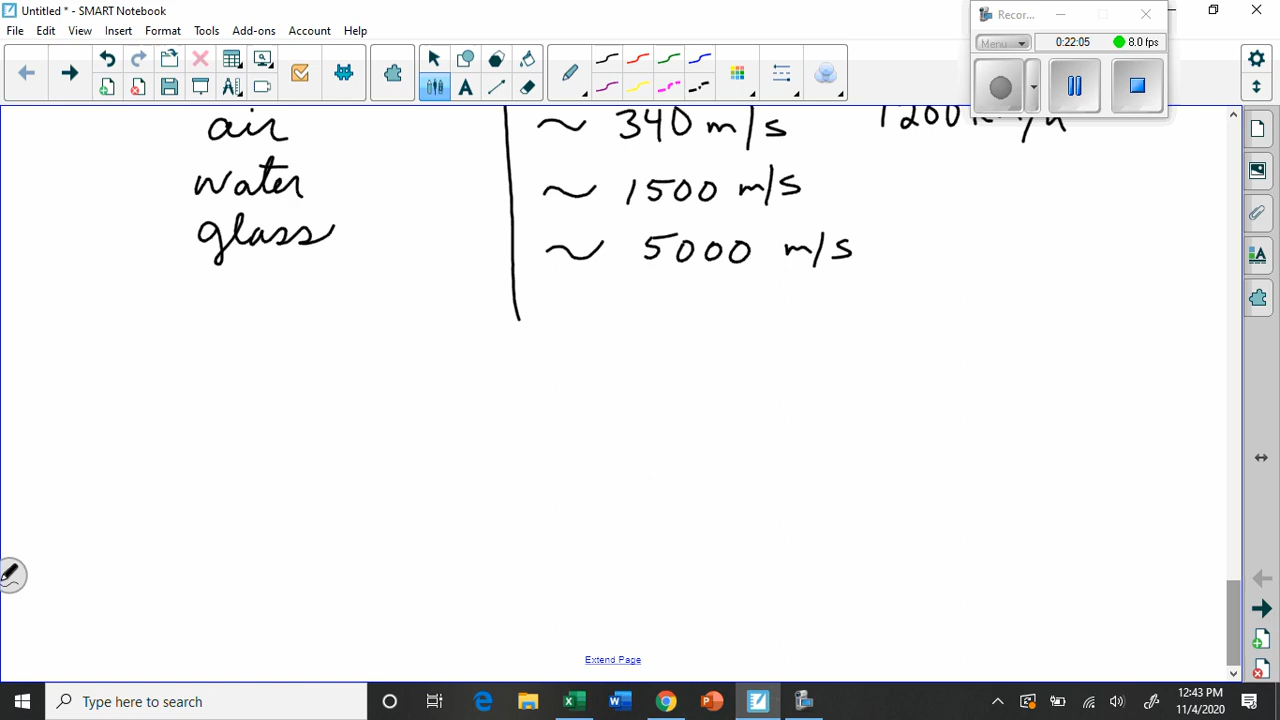 Untitled * - SMART Notebook
Recor...
File Edit View Insert Format Tools Add-ons Account Help
Menu 0:22:05 8.0 fps
air ~ 340 m/s
water ~ 1500 m/s
glass ~ 5000 m/s
Extend Page
Type here to search
12:43 PM
11/4/2020